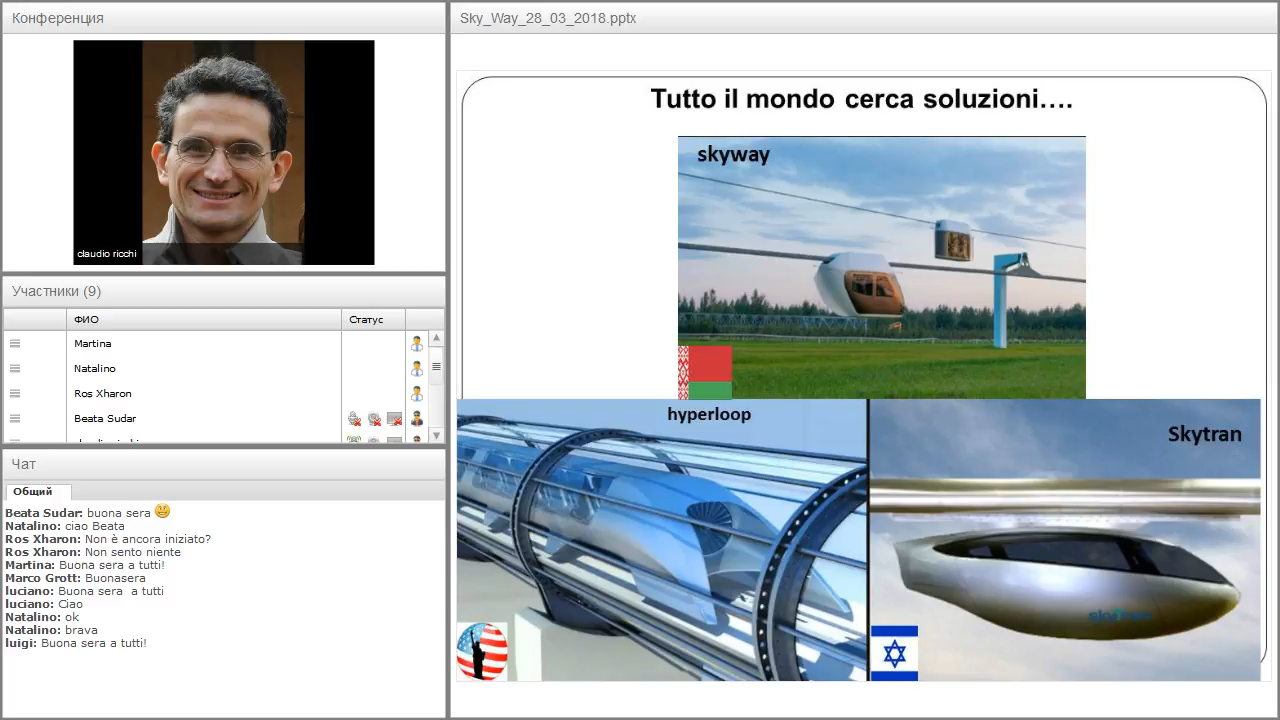 Конференция
claudio ricchi
Участники (9)
ФИО
Статус
Martina
Natalino
Ros Xharon
Beata Sudar
Чат
Общий
Beata Sudar: buona sera
Natalino: ciao Beata
Ros Xharon: Non è ancora iniziato?
Ros Xharon: Non sento niente
Martina: Buona sera a tutti!
Marco Grott: Buonasera
luciano: Buona sera  a tutti
luciano: Ciao
Natalino: ok
Natalino: brava
luigi: Buona sera a tutti!
Sky_Way_28_03_2018.pptx
Tutto il mondo cerca soluzioni….
skyway
hyperloop
Skytran